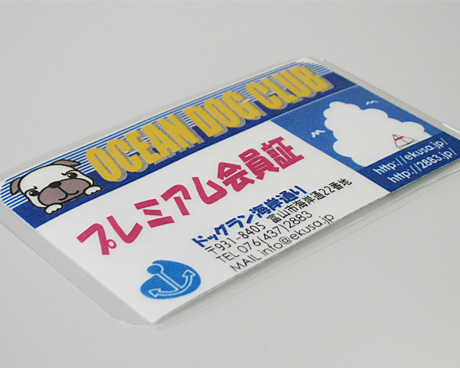 OCEAN DOG CLUB
プレミアム会員証
ドッグラン海岸通り
〒931-8405 富山市海岸通22番地
TEL 076(437)2883
MAIL info@ekusa.jp
http://ekusa.jp/
http://2883.jp/